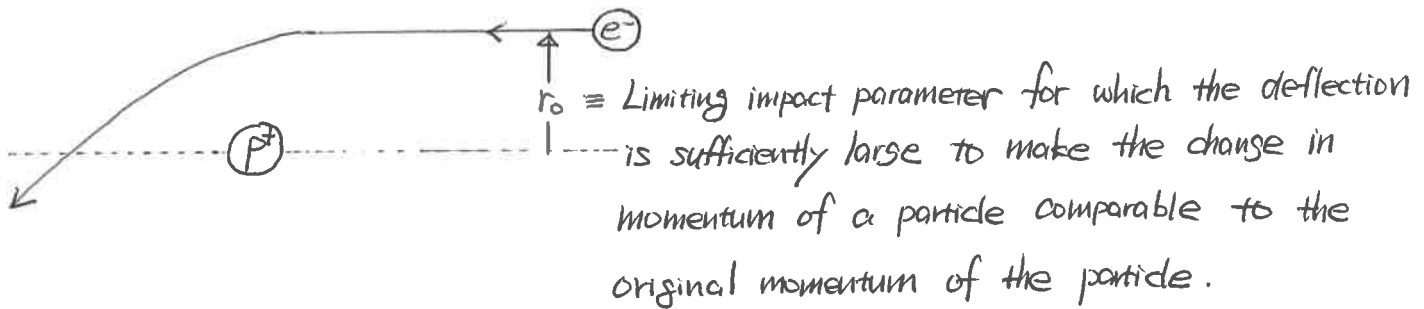 e⁻
r₀ ≡ Limiting impact parameter for which the deflection
is sufficiently large to make the change in
P⁺
momentum of a particle comparable to the
original momentum of the particle.